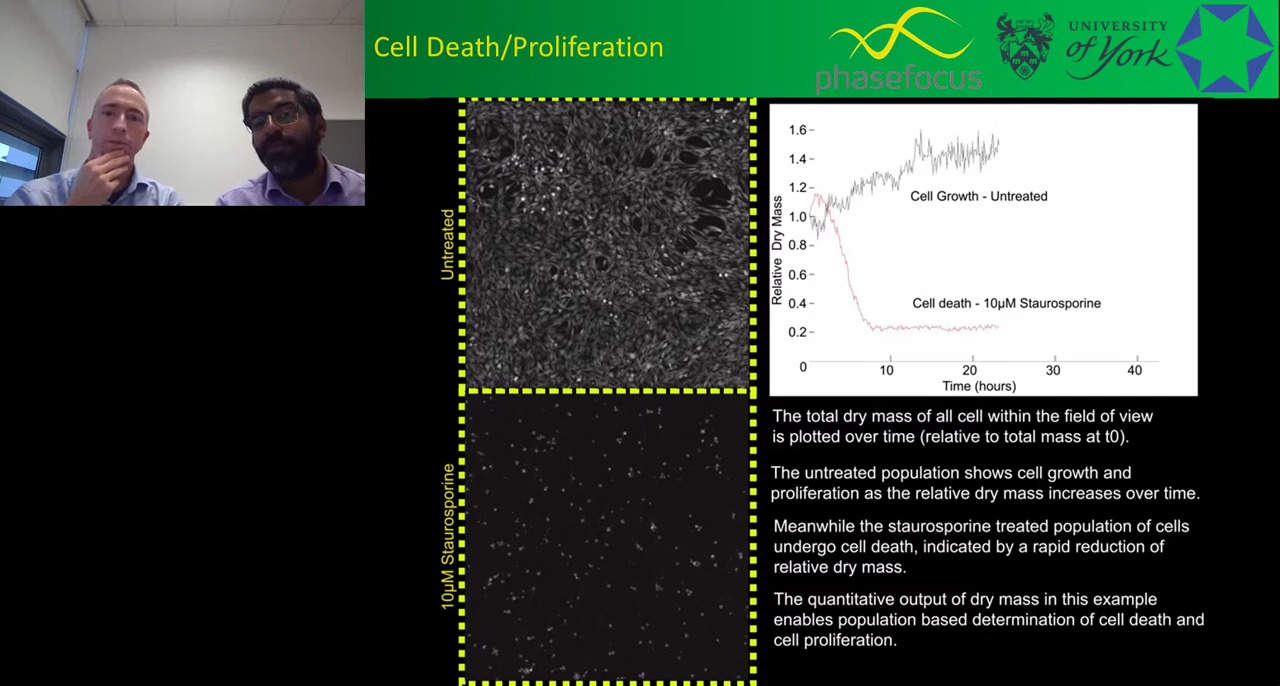 Cell Death/Proliferation
phasefocus
UNIVERSITY
of York
Untreated
10µM Staurosporine
Relative Dry Mass
1.6
1.4
1.2
1.0
0.8
0.6
0.4
0.2
0
10
20
30
40
Time (hours)
Cell Growth - Untreated
Cell death - 10µM Staurosporine
The total dry mass of all cell within the field of view
is plotted over time (relative to total mass at t0).
The untreated population shows cell growth and
proliferation as the relative dry mass increases over time.
Meanwhile the staurosporine treated population of cells
undergo cell death, indicated by a rapid reduction of
relative dry mass.
The quantitative output of dry mass in this example
enables population based determination of cell death and
cell proliferation.